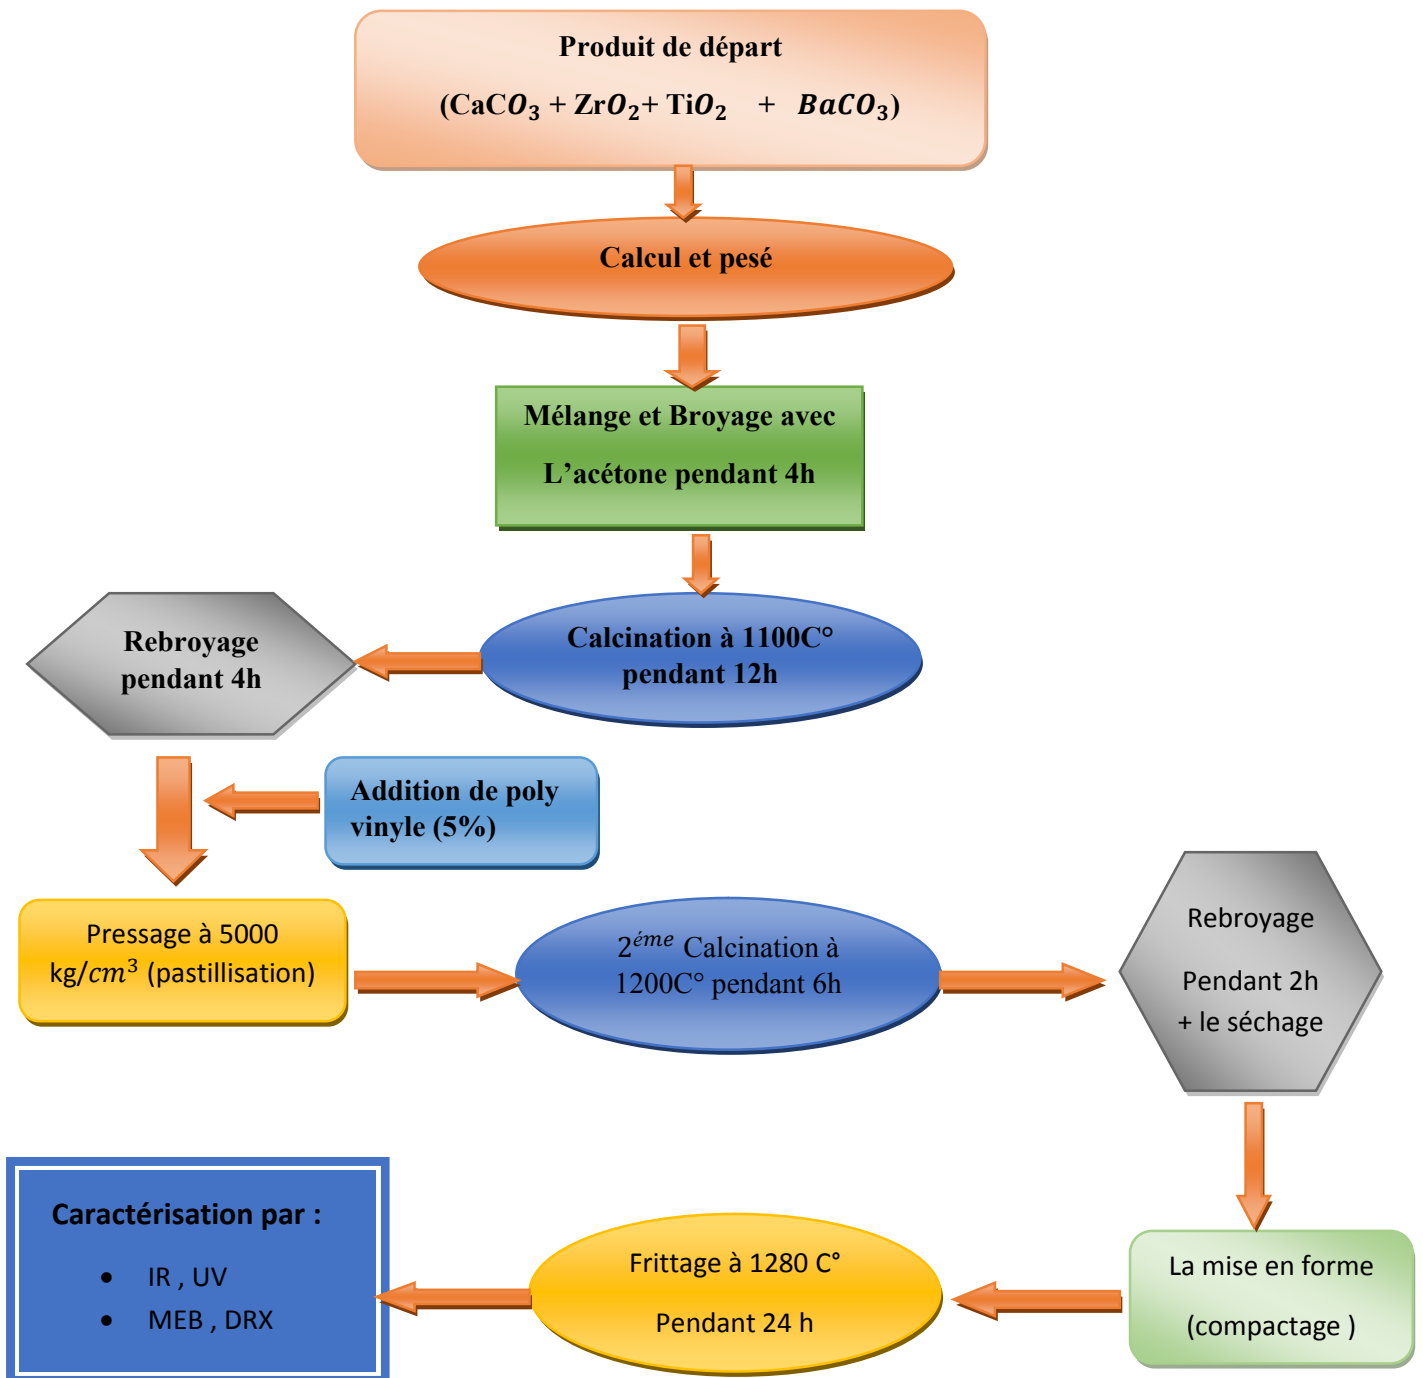 Produit de départ
(CaCO₃ + ZrO₂+ TiO₂ + BaCO₃)
Calcul et pesé
Mélange et Broyage avec
L’acétone pendant 4h
Calcination à 1100C°
pendant 12h
Rebroyage
pendant 4h
Addition de poly
vinyle (5%)
Pressage à 5000
kg/cm³ (pastillisation)
2éme Calcination à
1200C° pendant 6h
Rebroyage
Pendant 2h
+ le séchage
La mise en forme
(compactage )
Frittage à 1280 C°
Pendant 24 h
Caractérisation par :
• IR , UV
• MEB , DRX